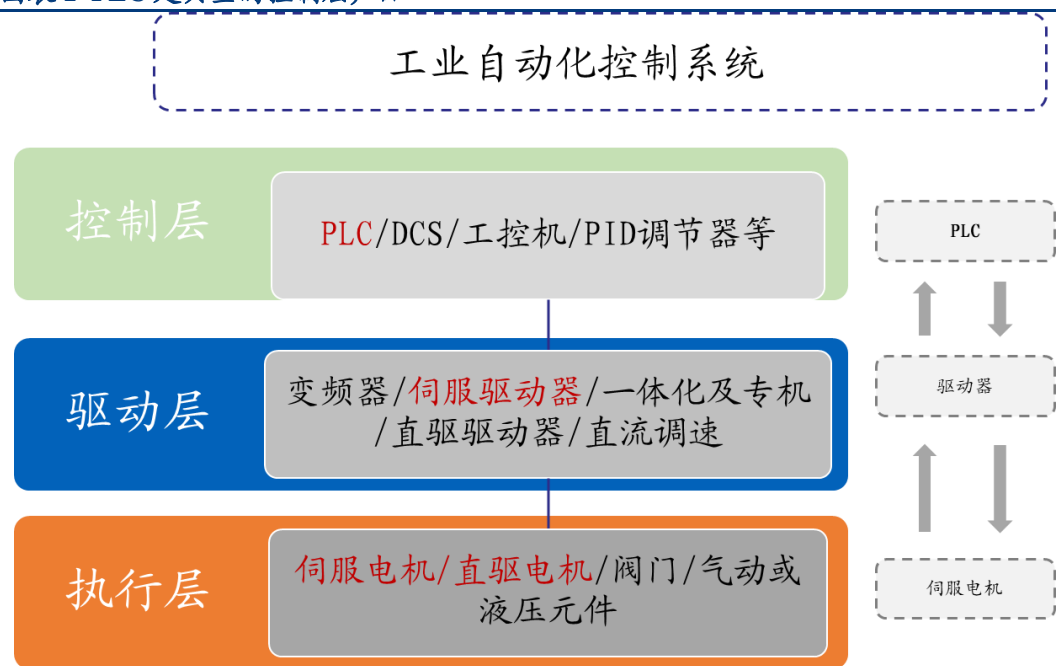 工业自动化控制系统
控制层
PLC/DCS/工控机/PID调节器等
PLC
驱动层
变频器/伺服驱动器/一体化及专机
/直驱驱动器/直流调速
驱动器
执行层
伺服电机/直驱电机/阀门/气动或
液压元件
伺服电机